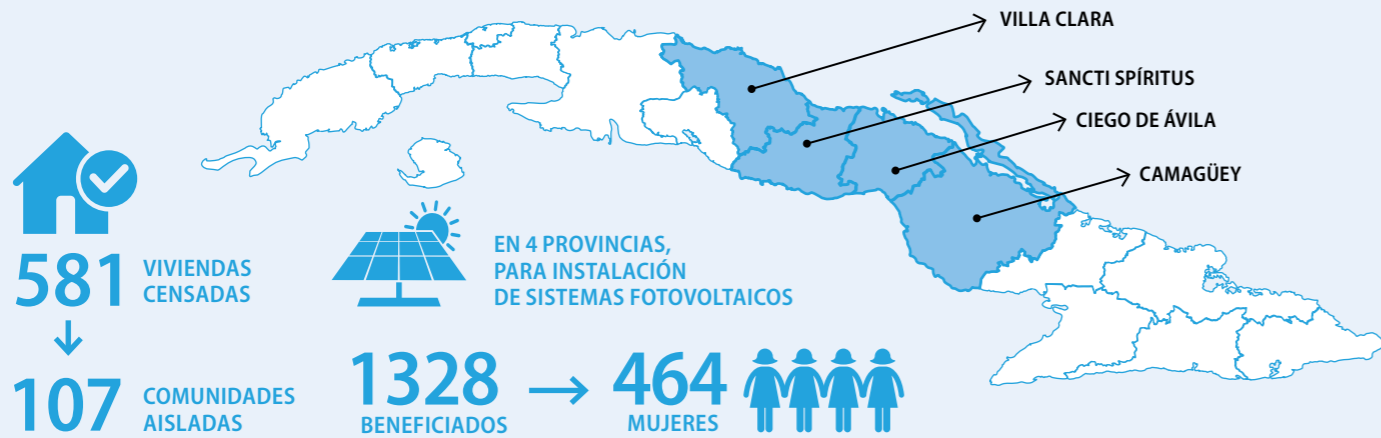 VILLA CLARA
SANCTI SPÍRITUS
CIEGO DE ÁVILA
CAMAGÜEY
581 VIVIENDAS
CENSADAS
EN 4 PROVINCIAS,
PARA INSTALACIÓN
DE SISTEMAS FOTOVOLTAICOS
107 COMUNIDADES
AISLADAS
1328
BENEFICIADOS
464
MUJERES